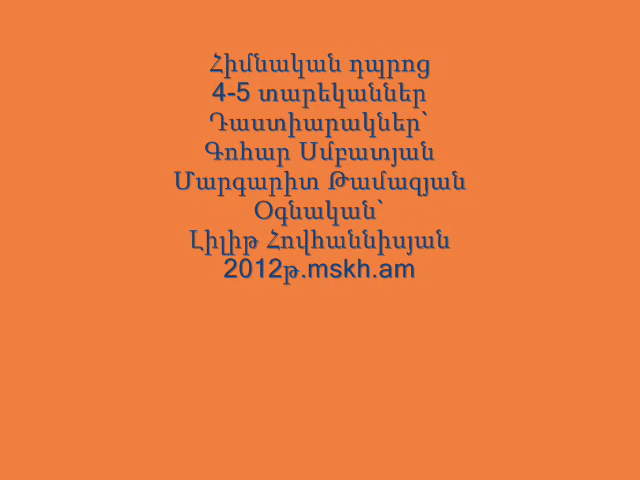 Հիմնական դպրոց
4-5 տարեկաններ
Դաստիարակներ՝
Գոհար Սմբատյան
Մարգարիտ Թամազյան
Օգնական՝
Լիլիթ Հովհաննիսյան
2012թ.mskh.am